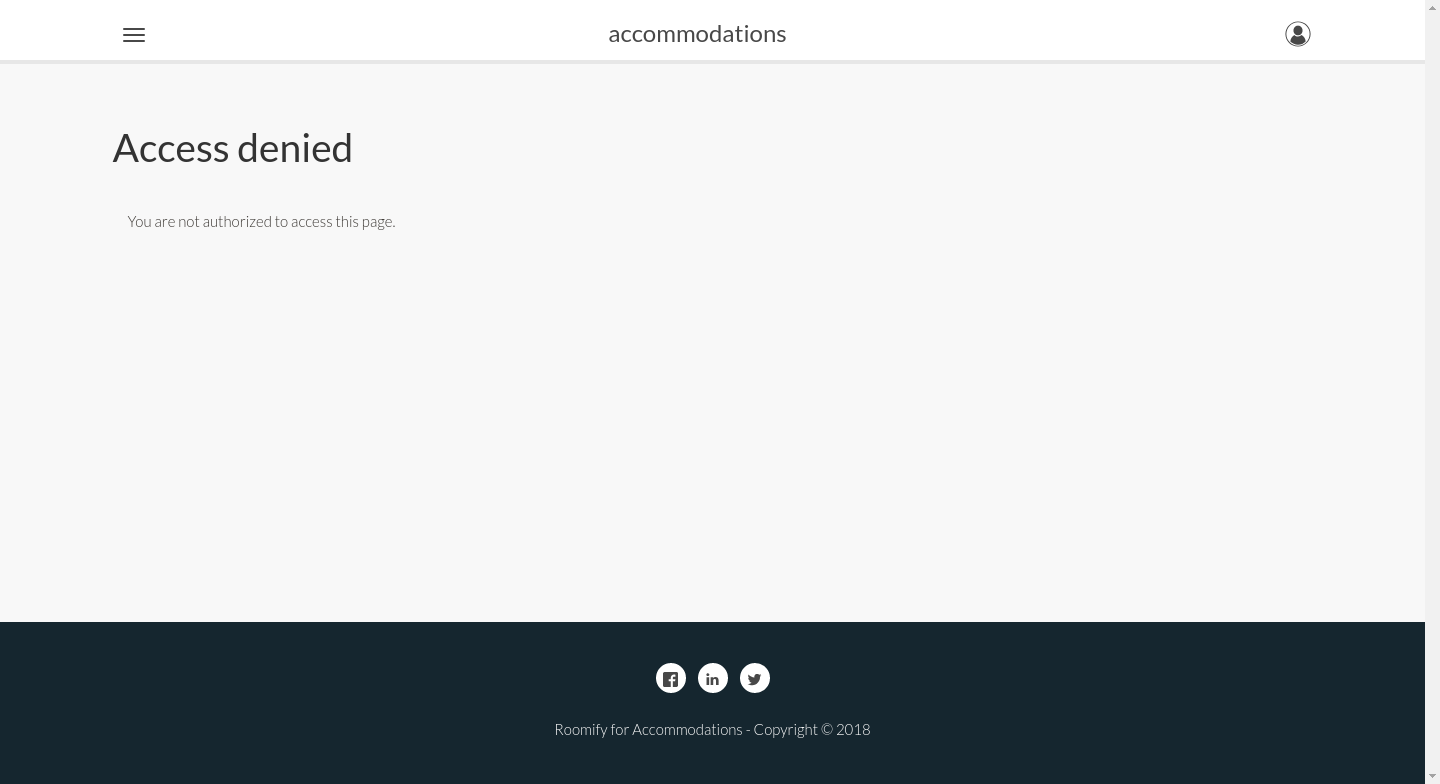 accommodations
Access denied
You are not authorized to access this page.
Roomify for Accommodations - Copyright © 2018